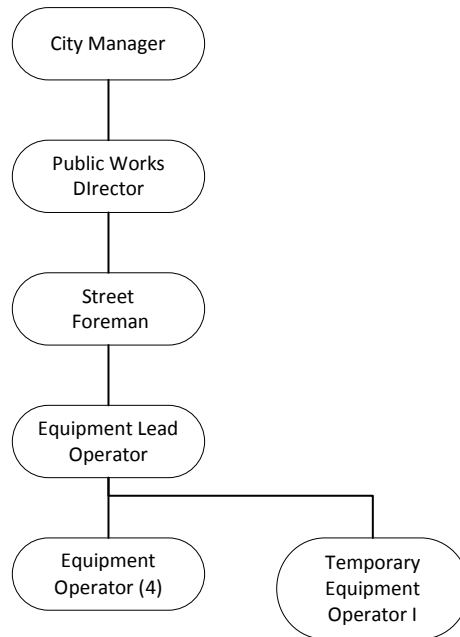 City Manager
Public Works
DIrector
Street
Foreman
Equipment Lead
Operator
Equipment
Operator (4)
Temporary
Equipment
Operator I